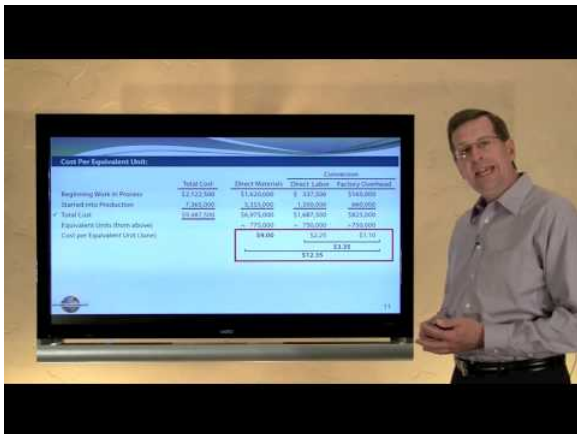 Cost Per Equivalent Unit:
Conversion
Total Cost Direct Materials Direct Labor Factory Overhead
Beginning Work in Process $2,122,500 $1,620,000 $ 337,500 $165,000
Started into Production 7,365,000 5,355,000 1,350,000 660,000
✓ Total Cost $9,487,500 $6,975,000 $1,687,500 $825,000
Equivalent Units (from above) ÷ 775,000 ÷ 750,000 ÷750,000
Cost per Equivalent Unit (June) $9.00 $2.25 $1.10
$3.35
$12.35
11